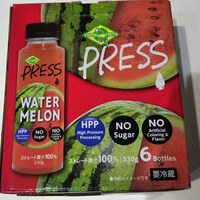 PRESS
PRESS
WATER
MELON
HPP
High Pressure
Processing
NO
Sugar
NO
Artificial
Coloring &
Flavor
HPP
NO
Sugar
NO
ストレート果汁100%
330g
ストレート果汁100% 330g 6 Bottles
要冷蔵